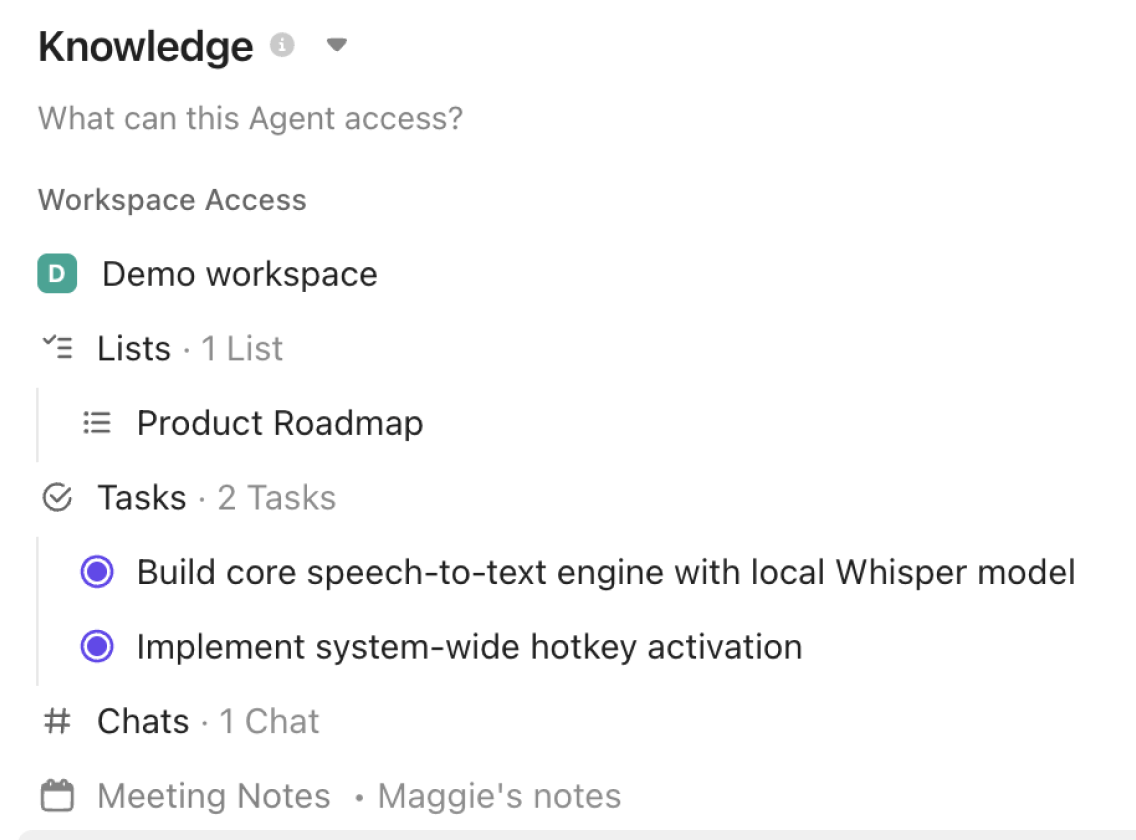 Knowledge
What can this Agent access?
Workspace Access
D Demo workspace
Lists · 1 List
Product Roadmap
Tasks · 2 Tasks
Build core speech-to-text engine with local Whisper model
Implement system-wide hotkey activation
# Chats · 1 Chat
Meeting Notes • Maggie's notes